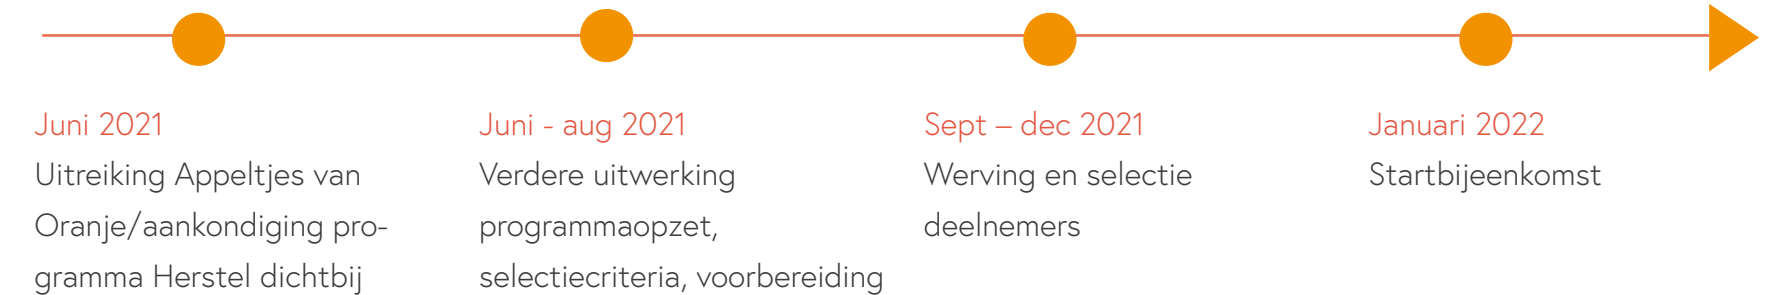 Juni 2021
Uitreiking Appeltjes van
Oranje/aankondiging pro-
gramma Herstel dichtbij
Juni - aug 2021
Verdere uitwerking
programmaopzet,
selectiecriteria, voorbereiding
Sept – dec 2021
Werving en selectie
deelnemers
Januari 2022
Startbijeenkomst